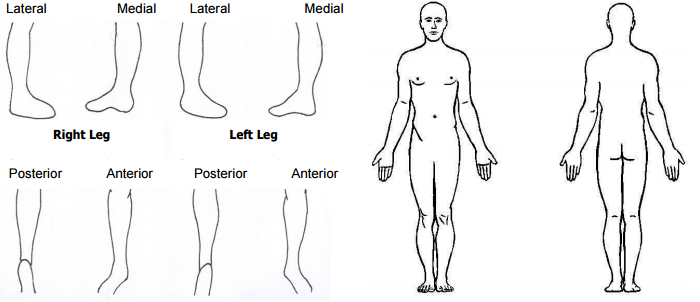 Lateral Medial Lateral Medial
Right Leg Left Leg
Posterior Anterior Posterior Anterior